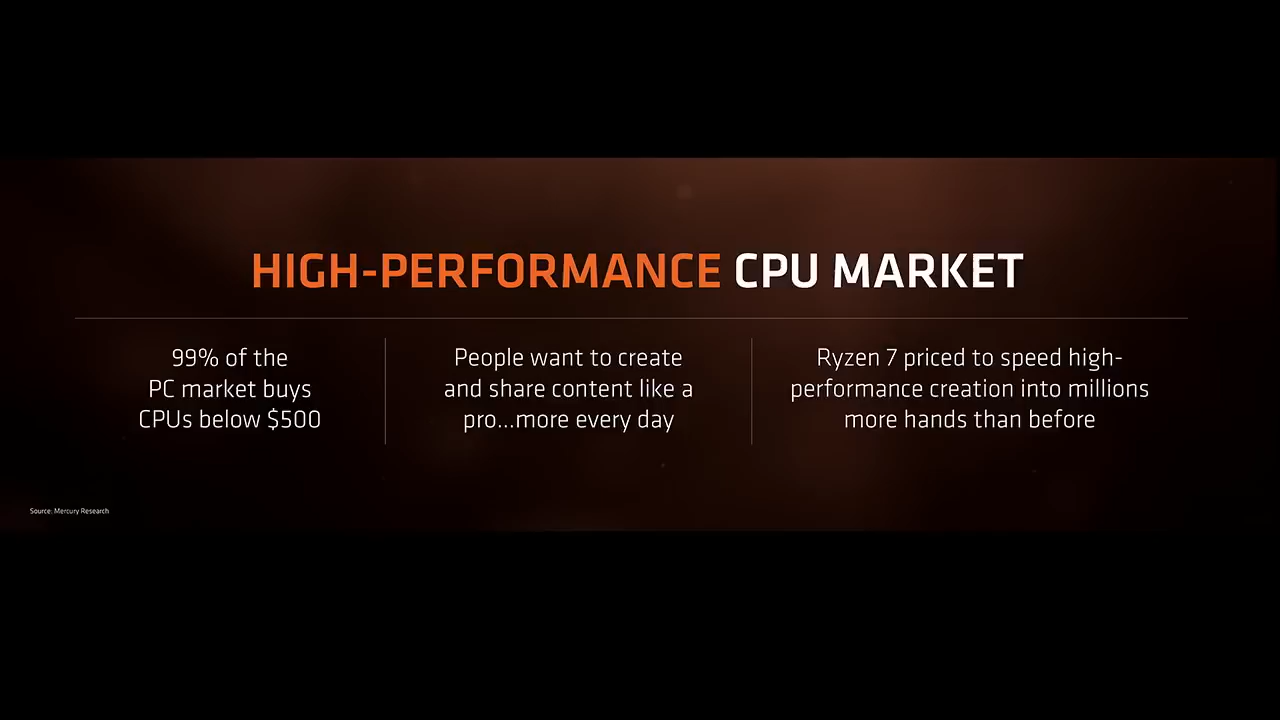 HIGH-PERFORMANCE CPU MARKET
99% of the
PC market buys
CPUs below $500
People want to create
and share content like a
pro...more every day
Ryzen 7 priced to speed high-
performance creation into millions
more hands than before
Source: Mercury Research